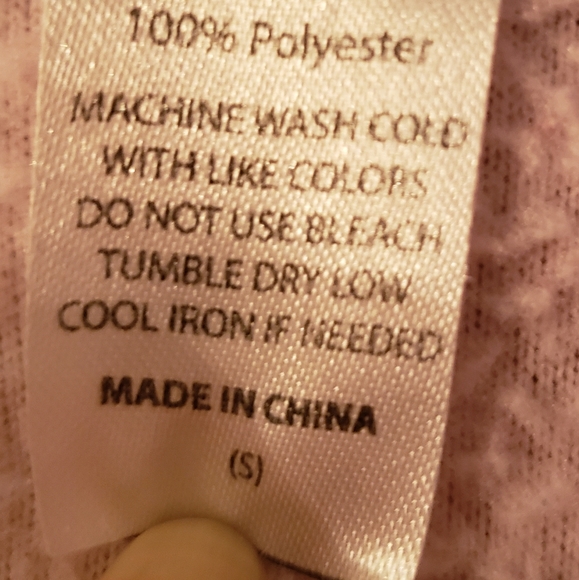 100% Polyester
MACHINE WASH COLD
WITH LIKE COLORS
DO NOT USE BLEACH
TUMBLE DRY LOW
COOL IRON IF NEEDED
MADE IN CHINA
(S)